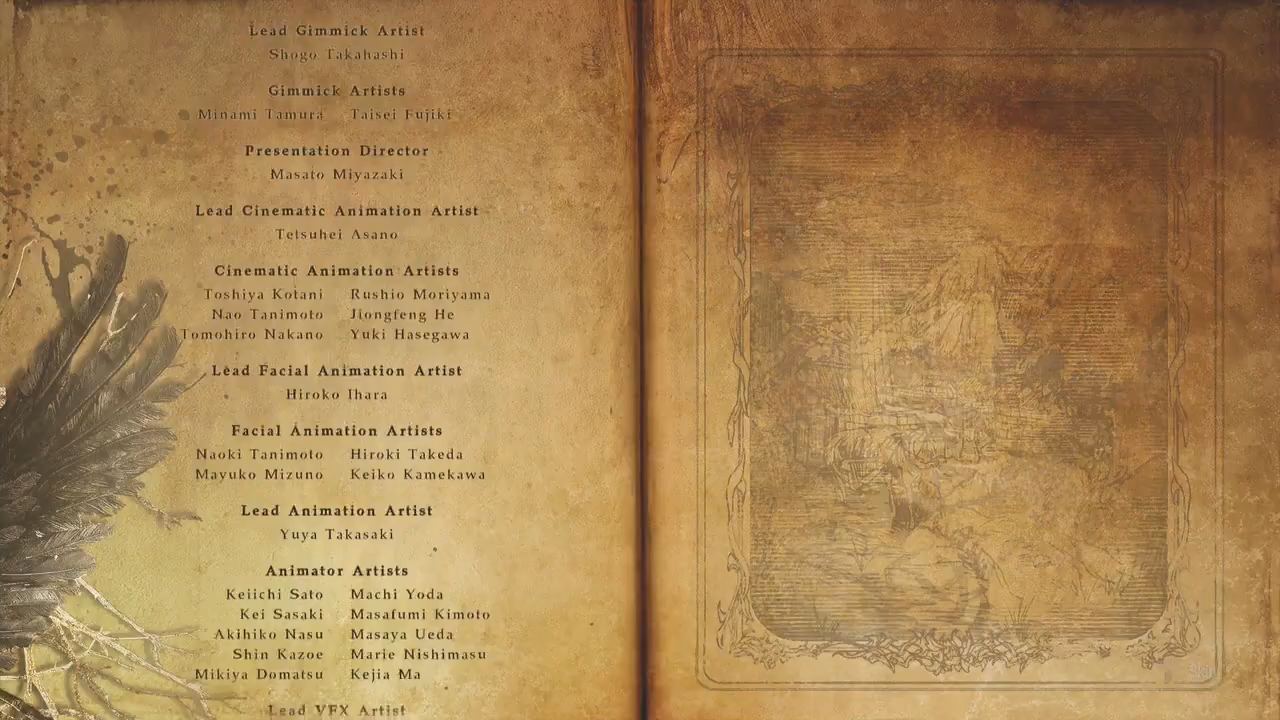 Lead Gimmick Artist
Shogo Takahashi
Gimmick Artists
Minami Tamura Taisei Fujiki
Presentation Director
Masato Miyazaki
Lead Cinematic Animation Artist
Tetsuhei Asano
Cinematic Animation Artists
Toshiya Kotani Rushio Moriyama
Nao Tanimoto Jiongfeng He
Tomohiro Nakano Yuki Hasegawa
Lead Facial Animation Artist
Hiroko Ihara
Facial Animation Artists
Naoki Tanimoto Hiroki Takeda
Mayuko Mizuno Keiko Kamekawa
Lead Animation Artist
Yuya Takasaki
Animator Artists
Keiichi Sato Machi Yoda
Kei Sasaki Masafumi Kimoto
Akihiko Nasu Masaya Ueda
Shin Kazoe Marie Nishimasu
Mikiya Domatsu Kejia Ma
Lead VFX Artist